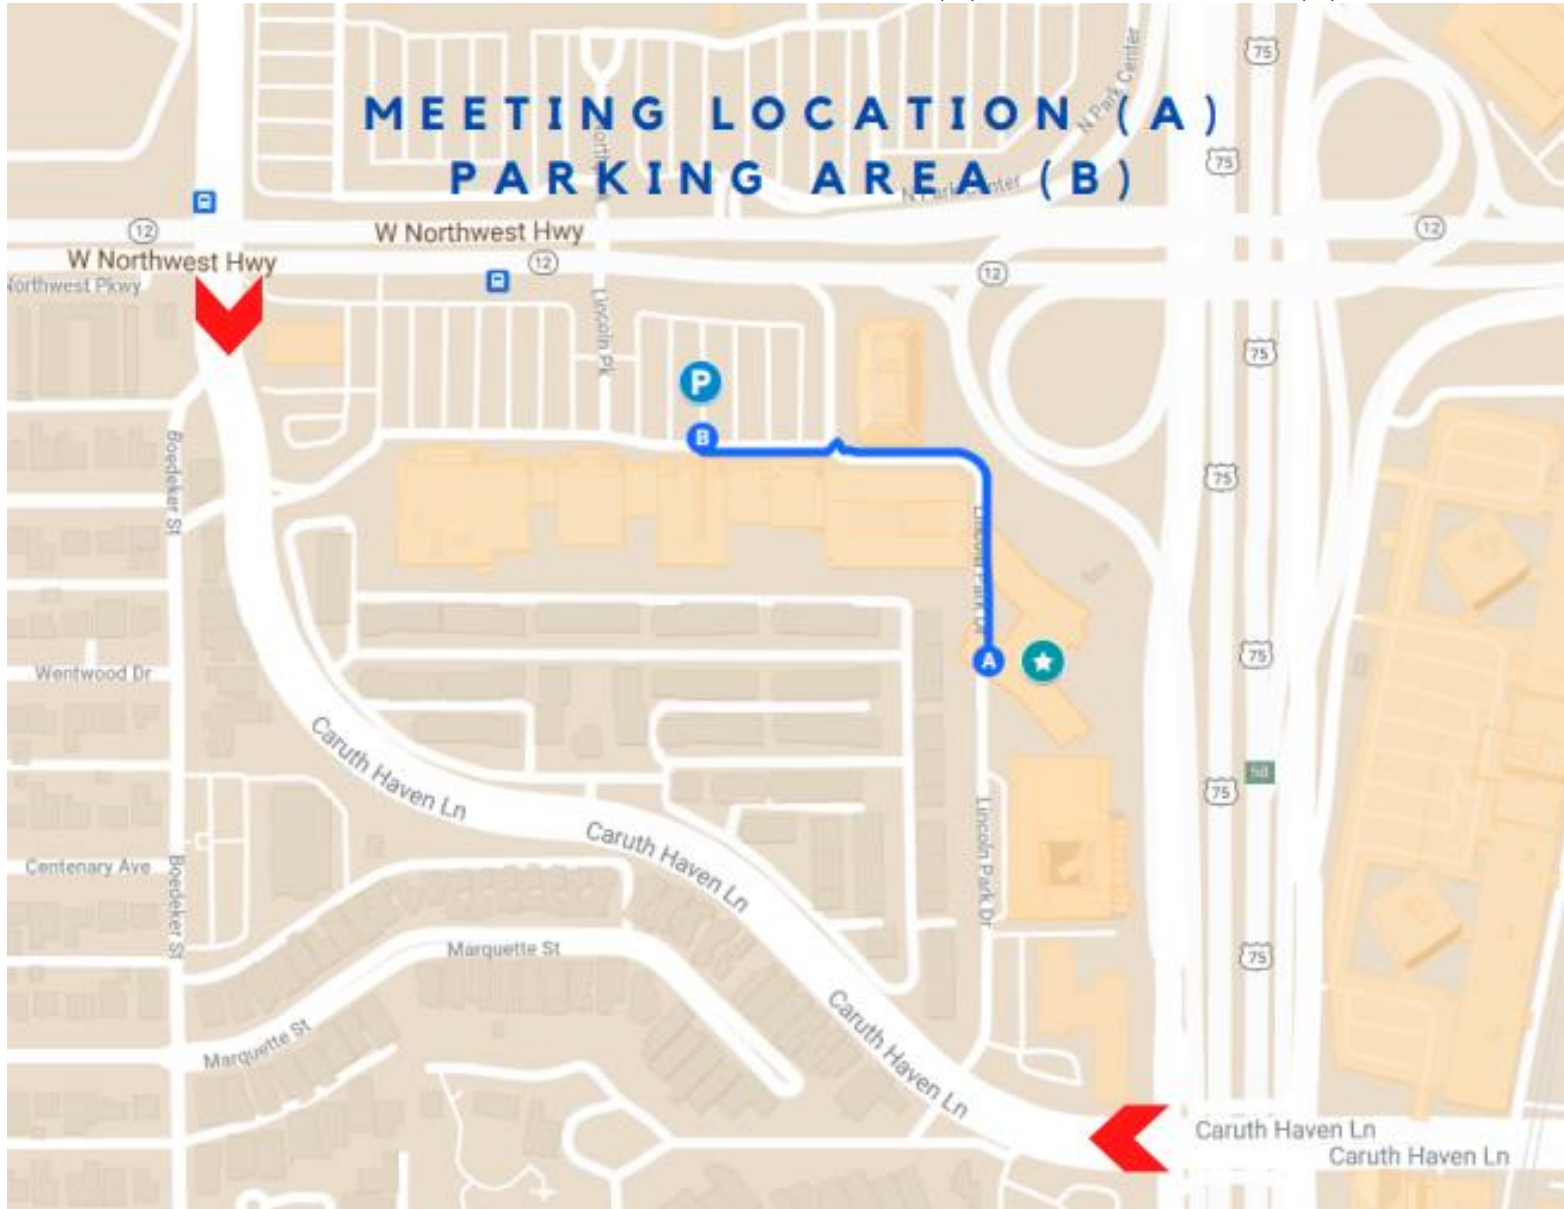 75
N Park Center
MEETING LOCATION (A)
75
PARKING AREA (B)
N Park Center
12
W Northwest Hwy
12
W Northwest Hwy
12
12
Northwest Pkwy
Lincoln Pk
75
P
B
Boedeker St
75
Lincoln Park Dr
A
75
Wentwood Dr
Caruth Haven Ln
75
Lincoln Park Dr
Caruth Haven Ln
Centenary Ave
Boedeker St
Marquette St
75
Caruth Haven Ln
Marquette St
Caruth Haven Ln
Caruth Haven Ln